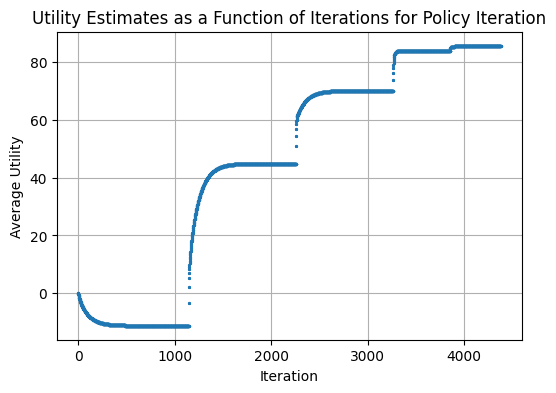 Utility Estimates as a Function of Iterations for Policy Iteration
80
60
40
20
0
Average Utility
0 1000 2000 3000 4000
Iteration